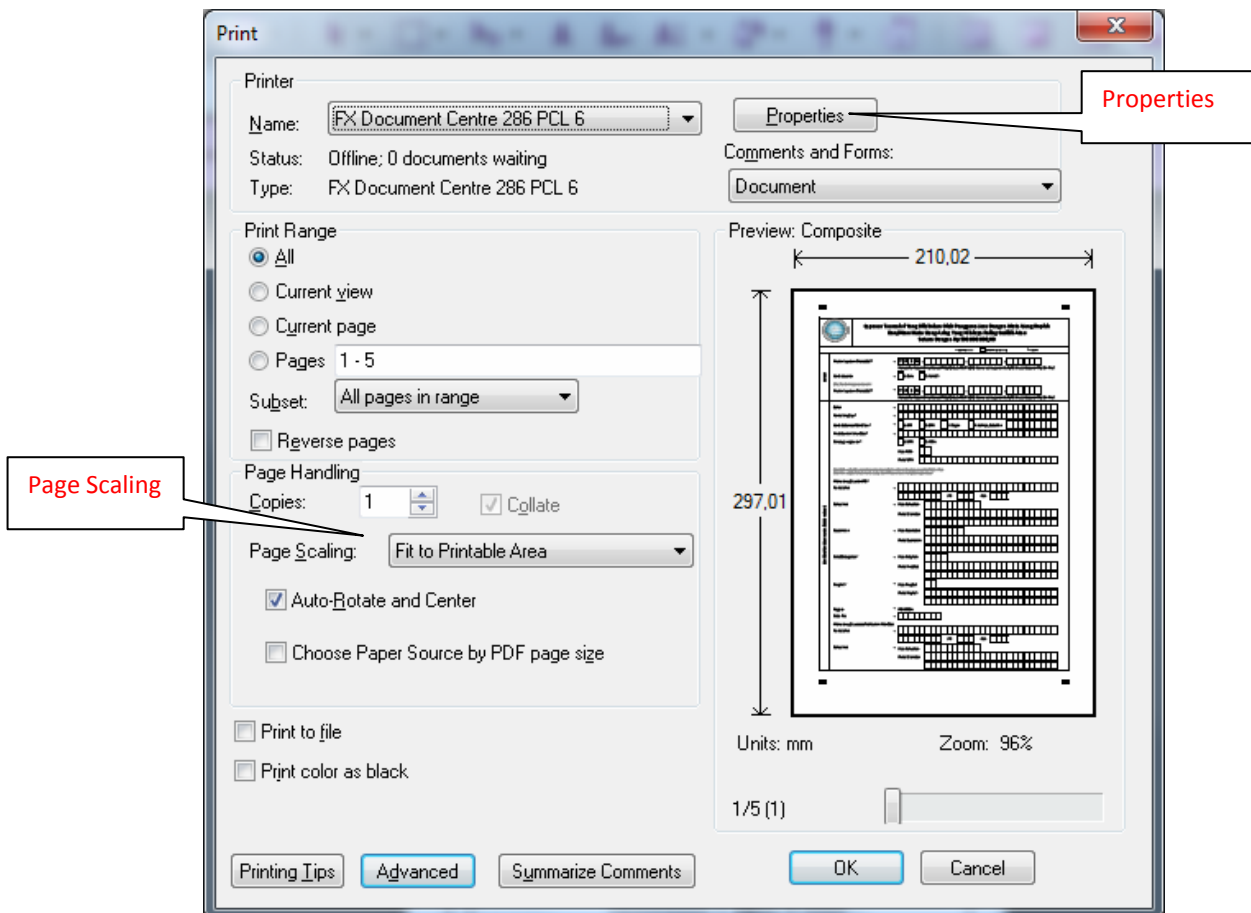 Print
Printer
Name:
FX Document Centre 286 PCL 6
Properties
Properties
Status:
Offline; 0 documents waiting
Comments and Forms:
Type:
FX Document Centre 286 PCL 6
Document
Print Range
All
Current view
Current page
Pages
1 - 5
Subset:
All pages in range
Reverse pages
Page Handling
Page Scaling
Copies:
1
Collate
Page Scaling:
Fit to Printable Area
Auto-Rotate and Center
Choose Paper Source by PDF page size
Print to file
Print color as black
Preview: Composite
210,02
297,01
Units: mm
Zoom: 96%
1/5 (1)
Printing Tips
Advanced
Summarize Comments
OK
Cancel